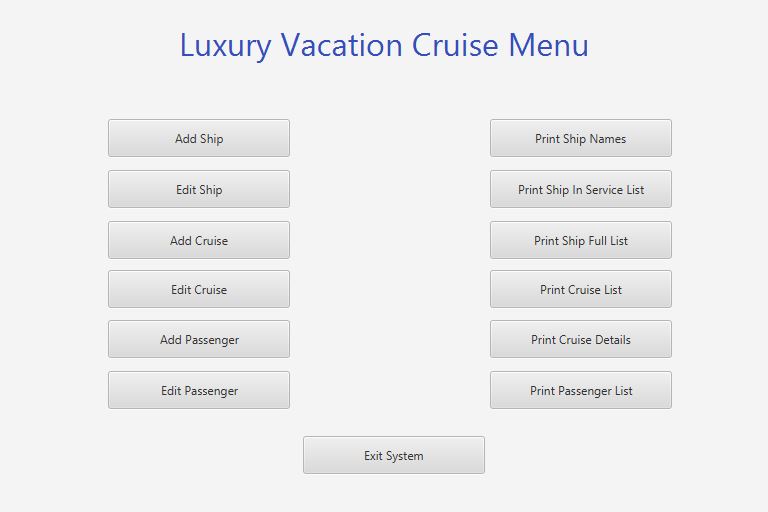 Luxury Vacation Cruise Menu
Add Ship
Print Ship Names
Edit Ship
Print Ship In Service List
Add Cruise
Print Ship Full List
Edit Cruise
Print Cruise List
Add Passenger
Print Cruise Details
Edit Passenger
Print Passenger List
Exit System